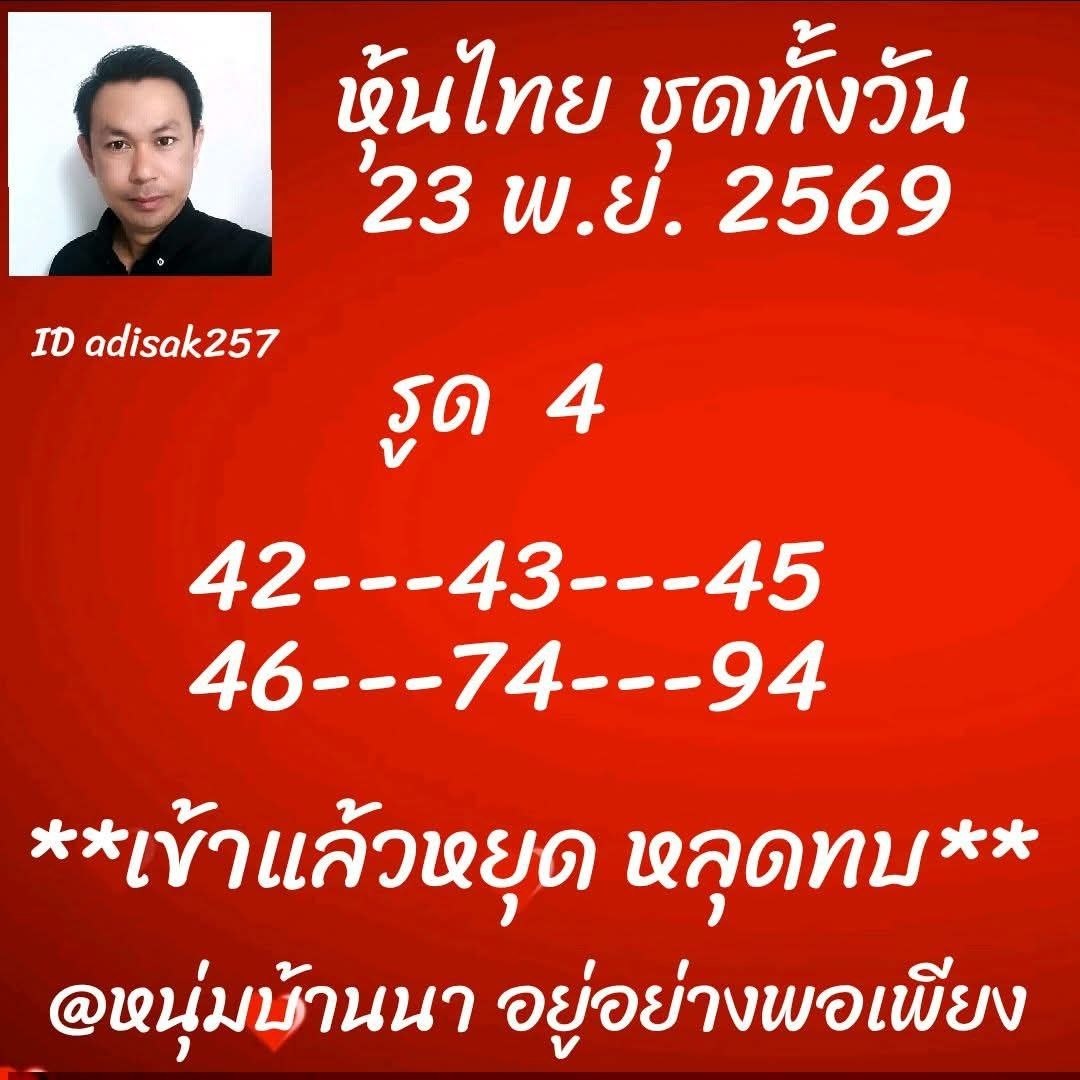 หุ้นไทย ชุดทั้งวัน
23 พ.ย. 2569
ID adisak257
รูด 4
42---43---45
46---74---94
**เข้าแล้วหยุด หลุดทบ**
@หนุ่มบ้านนา อยู่อย่างพอเพียง